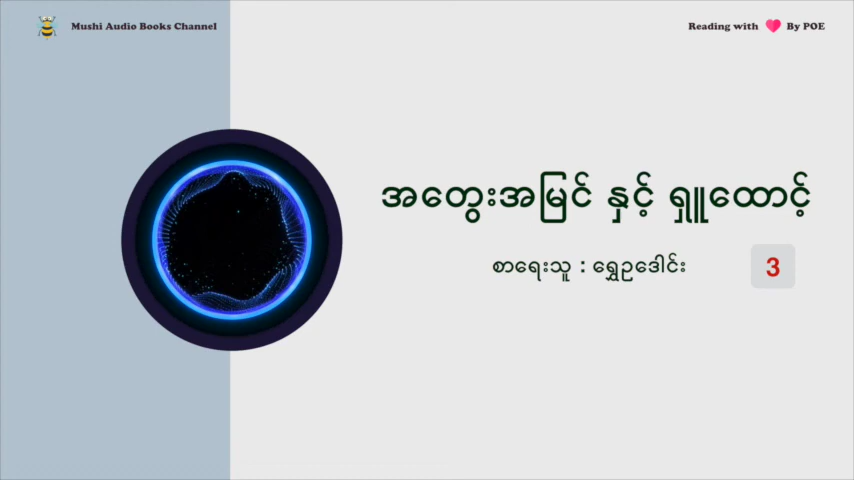 Mushi Audio Books Channel
Reading with By POE
အတွေးအမြင် နှင့် ရှုထောင့်
စာရေးသူ : ရွှေဥဒေါင်း
3